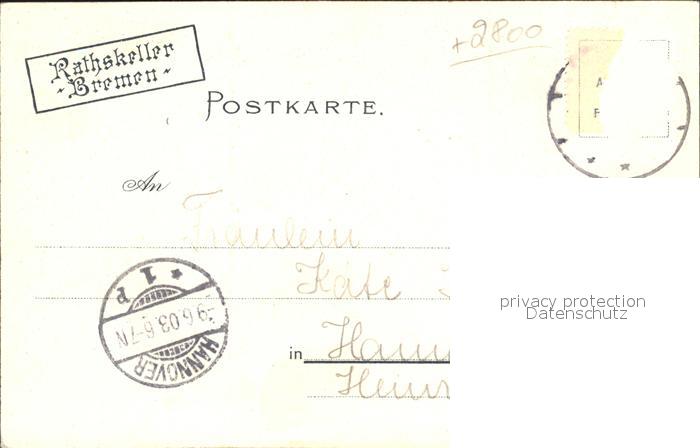 Rathskeller
- Bremen -
+2800
POSTKARTE.
An
Fräulein
Käte
in Hann
Hein
* 1 P
9.6.03.6-7N
HANNOVER
privacy protection
Datenschutz